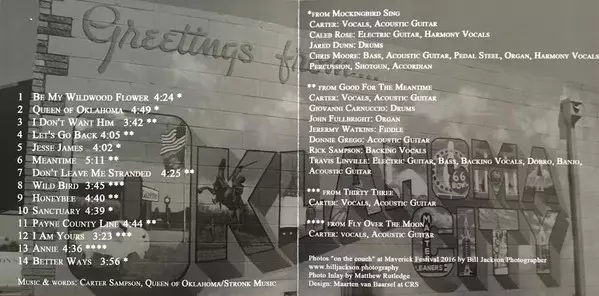 Greetings from...
1 Be My Wildwood Flower 4:24 *
2 Queen of Oklahoma 4:49 *
3 I Don't Want Him 3:42 **
4 Let's Go Back 4:05 **
5 Jesse James 4:02 *
6 Meantime 5:11 **
7 Don't Leave Me Stranded 4:25 **
8 Wild Bird 3:45 ***
9 Honeybee 4:40 **
10 Sanctuary 4:39 *
11 Payne County Line 4:44 **
12 I Am Yours 3:23 ***
13 Annie 4:36 ****
14 Better Ways 3:56 *
Music & words: Carter Sampson, Queen of Oklahoma/Stronk Music
*from Mockingbird Sing
Carter: Vocals, Acoustic Guitar
Caleb Rose: Electric Guitar, Harmony Vocals
Jared Dunn: Drums
Chris Moore: Bass, Acoustic Guitar, Pedal Steel, Organ, Harmony Vocals
Percussion, Shotgun, Accordian
** from Good For The Meantime
Carter: Vocals, Acoustic Guitar
Giovanni Carnuccio: Drums
John Fullbright: Organ
Jeremy Watkins: Fiddle
Donnie Gregg: Acoustic Guitar
Rick Sampson: Backing Vocals
Travis Linville: Electric Guitar, Bass, Backing Vocals, Dobro, Banjo,
Acoustic Guitar
*** from Thirty Three
Carter: Vocals, Acoustic Guitar
**** from Fly Over The Moon
Carter: vocals, Acoustic Guitar
Photos "on the couch" at Maverick Festival 2016 by Bill Jackson Photographer
www.billjackson.photography
Photo Inlay by Matthew Rutledge
Design: Maarten van Baarsel at CRS
OKLAHOMA
CITY
66
BOWL
CLEANERS